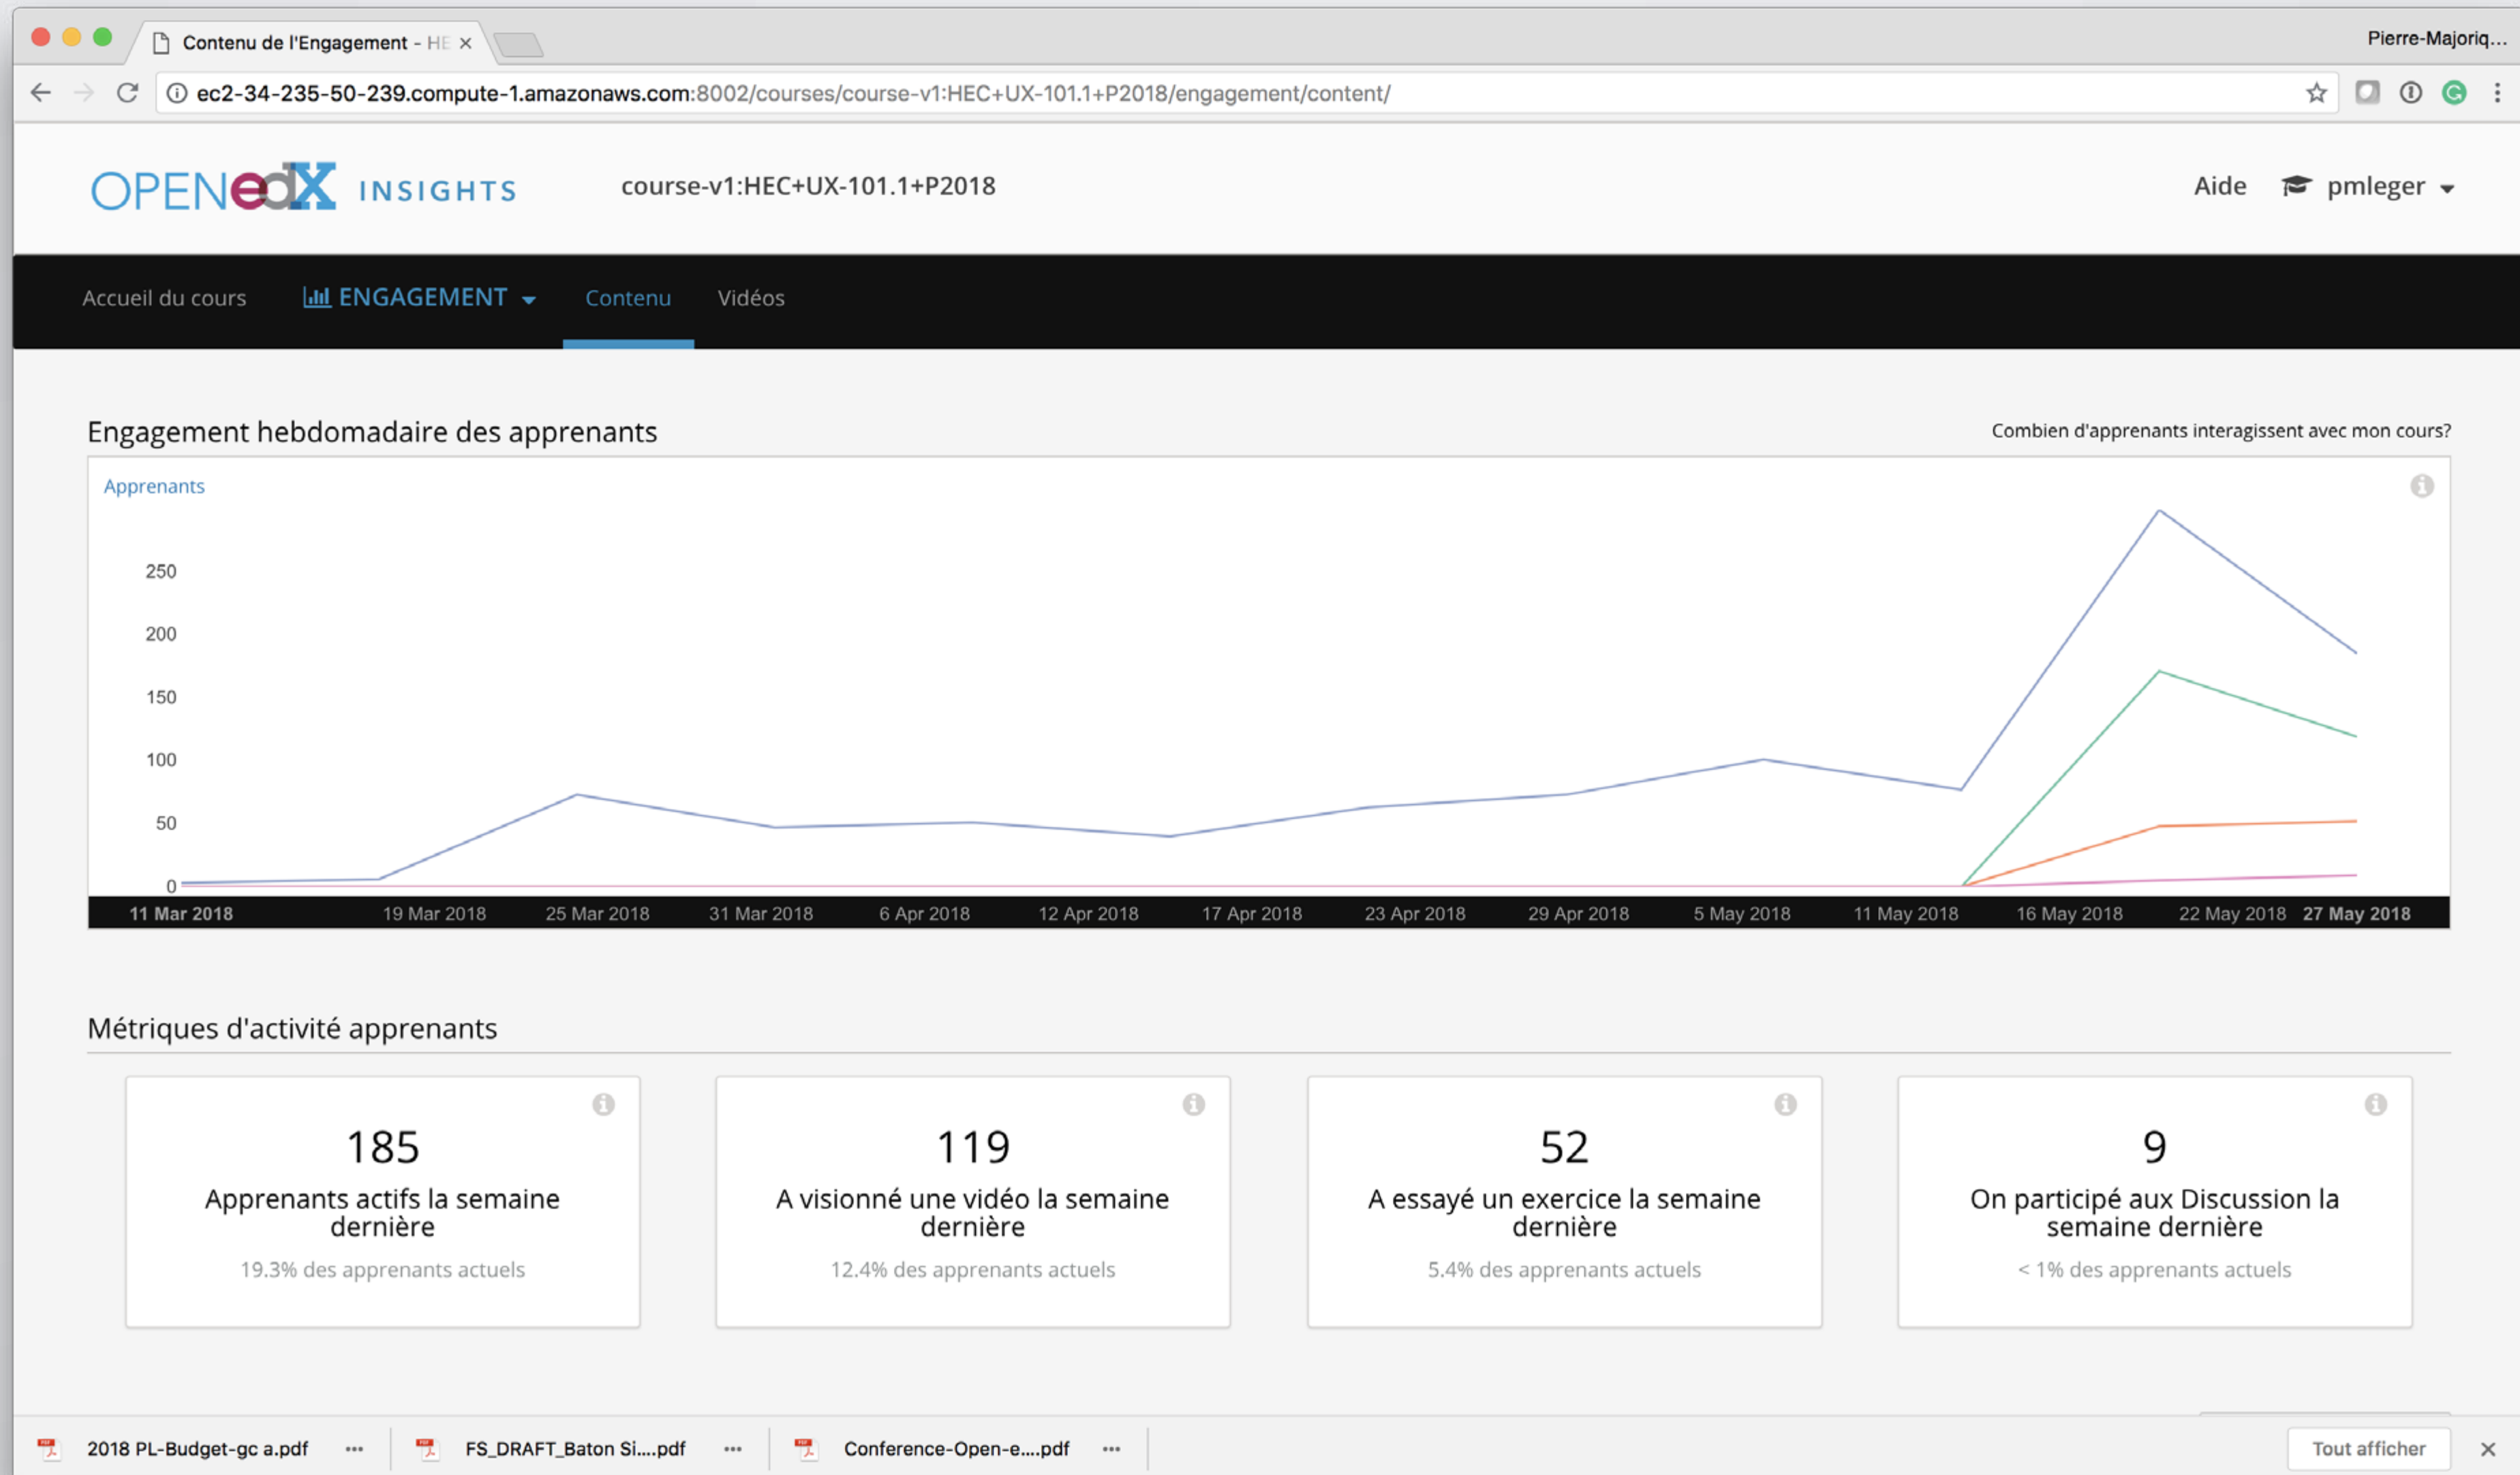 Contenu de l'Engagement - HE
Pierre-Majoriq...
ec2-34-235-50-239.compute-1.amazonaws.com:8002/courses/course-v1:HEC+UX-101.1+P2018/engagement/content/
OPENedX INSIGHTS
course-v1:HEC+UX-101.1+P2018
Aide
pmleger
Accueil du cours
ENGAGEMENT
Contenu
Vidéos
Engagement hebdomadaire des apprenants
Combien d'apprenants interagissent avec mon cours?
Apprenants
250
200
150
100
50
0
11 Mar 2018 19 Mar 2018 25 Mar 2018 31 Mar 2018 6 Apr 2018 12 Apr 2018 17 Apr 2018 23 Apr 2018 29 Apr 2018 5 May 2018 11 May 2018 16 May 2018 22 May 2018 27 May 2018
Métriques d'activité apprenants
185
Apprenants actifs la semaine
dernière
19.3% des apprenants actuels
119
A visionné une vidéo la semaine
dernière
12.4% des apprenants actuels
52
A essayé un exercice la semaine
dernière
5.4% des apprenants actuels
9
On participé aux Discussion la
semaine dernière
< 1% des apprenants actuels
2018 PL-Budget-gc a.pdf
FS_DRAFT_Baton Si....pdf
Conference-Open-e....pdf
Tout afficher